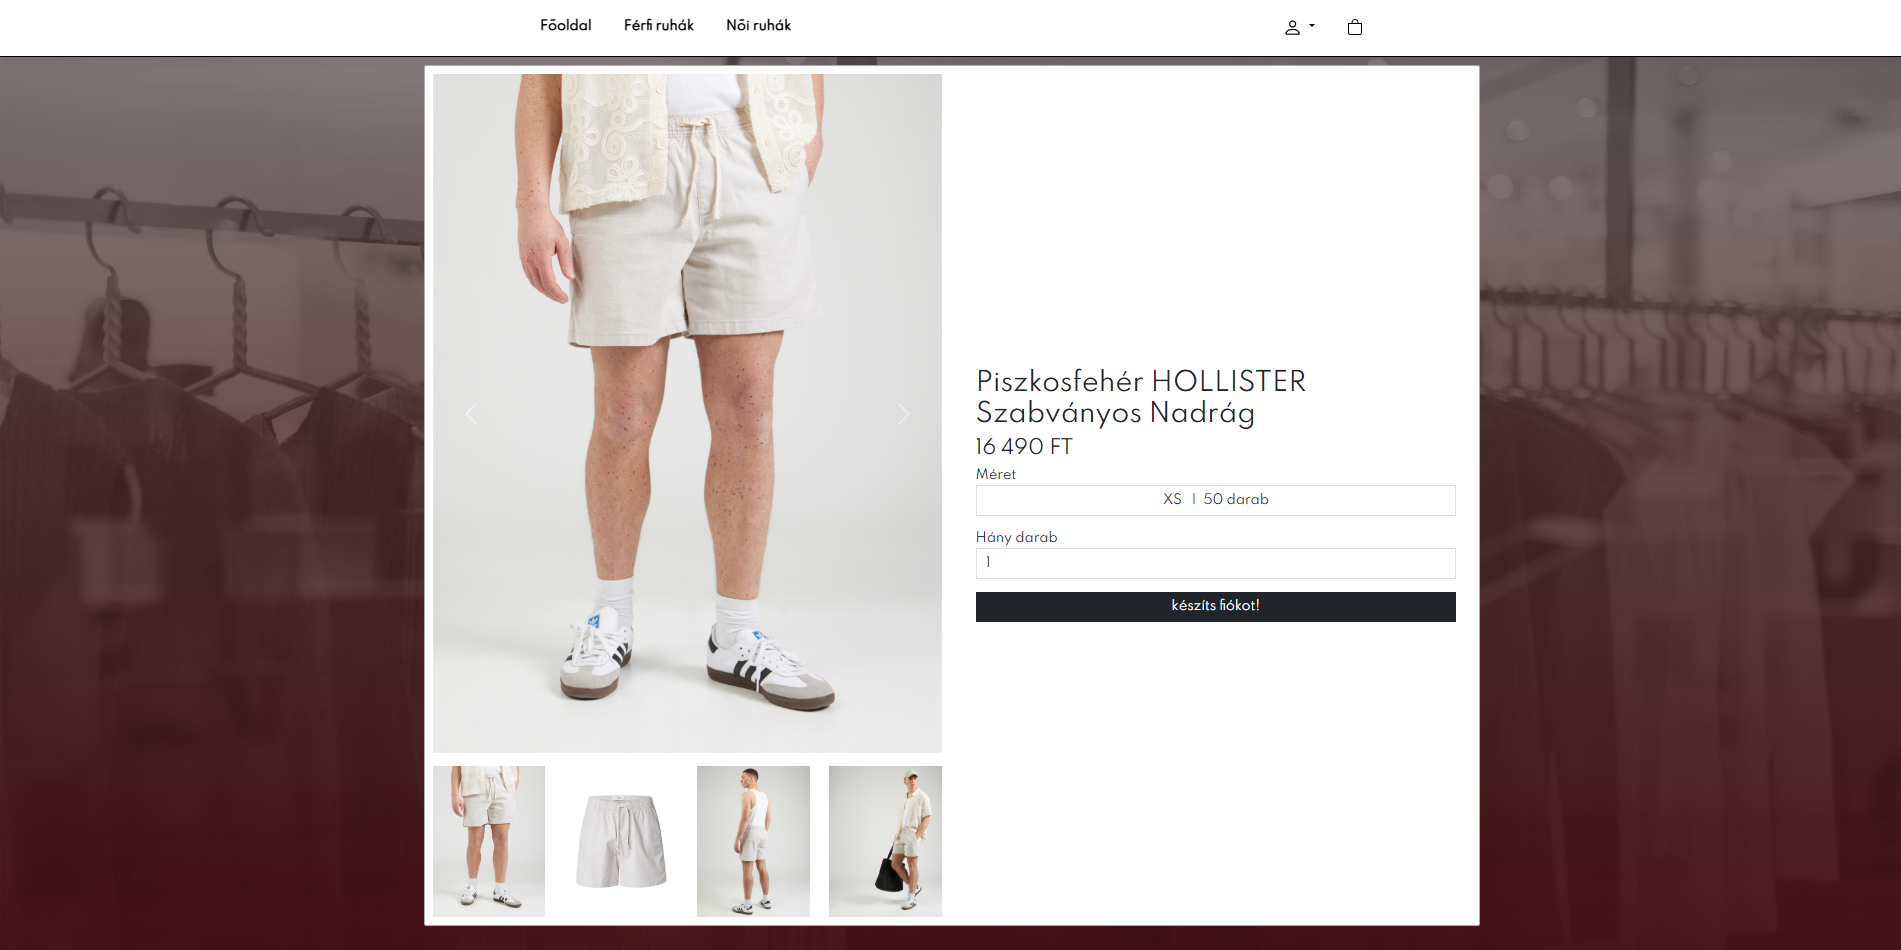 Főoldal Férfi ruhák Női ruhák
Piszkosfehér HOLLISTER
Szabványos Nadrág
16 490 FT
Méret
XS | 50 darab
Hány darab
1
készíts fiókot!